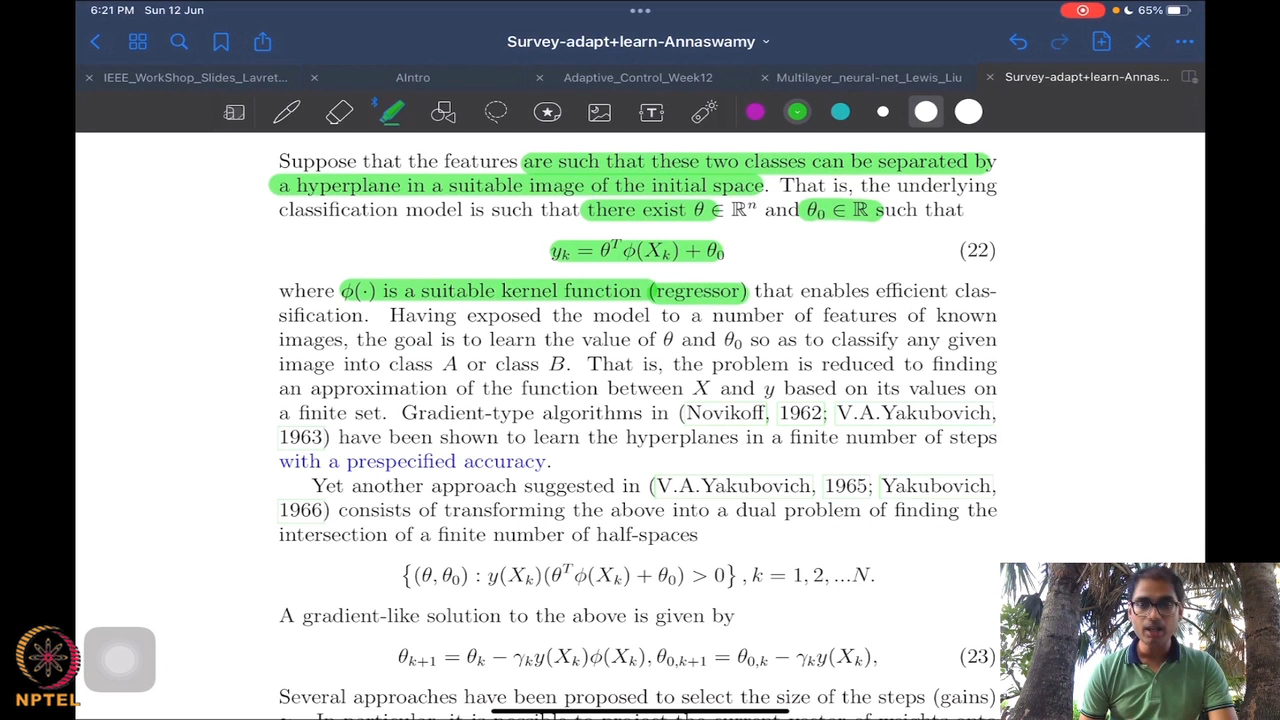 6:21 PM Sun 12 Jun
65%
Survey-adapt+learn-Annaswamy
IEEE_WorkShop_Slides_Lavret...
AIntro
Adaptive_Control_Week12
Multilayer_neural-net_Lewis_Liu
Survey-adapt+learn-Annas...
Suppose that the features are such that these two classes can be separated by
a hyperplane in a suitable image of the initial space. That is, the underlying
classification model is such that there exist θ ∈ ℝⁿ and θ₀ ∈ ℝ such that
yₖ = θᵀϕ(Xₖ) + θ₀ (22)
where ϕ(·) is a suitable kernel function (regressor) that enables efficient clas-
sification. Having exposed the model to a number of features of known
images, the goal is to learn the value of θ and θ₀ so as to classify any given
image into class A or class B. That is, the problem is reduced to finding
an approximation of the function between X and y based on its values on
a finite set. Gradient-type algorithms in (Novikoff, 1962; V.A.Yakubovich,
1963) have been shown to learn the hyperplanes in a finite number of steps
with a prespecified accuracy.
Yet another approach suggested in (V.A.Yakubovich, 1965; Yakubovich,
1966) consists of transforming the above into a dual problem of finding the
intersection of a finite number of half-spaces
{(θ, θ₀) : y(Xₖ)(θᵀϕ(Xₖ) + θ₀) > 0} , k = 1, 2, ...N.
A gradient-like solution to the above is given by
θₖ₊₁ = θₖ − γₖy(Xₖ)ϕ(Xₖ), θ₀,ₖ₊₁ = θ₀,ₖ − γₖy(Xₖ), (23)
Several approaches have been proposed to select the size of the steps (gains)
NPTEL